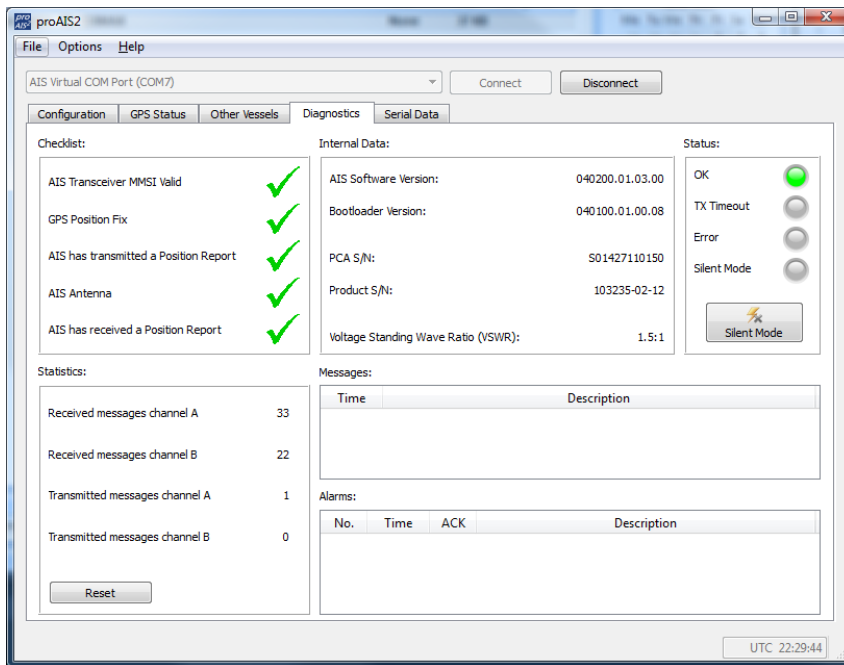 proAIS2
File Options Help
AIS Virtual COM Port (COM7) Connect Disconnect
Configuration GPS Status Other Vessels Diagnostics Serial Data
Checklist:
AIS Transceiver MMSI Valid
GPS Position Fix
AIS has transmitted a Position Report
AIS Antenna
AIS has received a Position Report
Internal Data:
AIS Software Version: 040200.01.03.00
Bootloader Version: 040100.01.00.08
PCA S/N: S01427110150
Product S/N: 103235-02-12
Voltage Standing Wave Ratio (VSWR): 1.5:1
Status:
OK
TX Timeout
Error
Silent Mode
Silent Mode
Statistics:
Received messages channel A 33
Received messages channel B 22
Transmitted messages channel A 1
Transmitted messages channel B 0
Reset
Messages:
Time Description
Alarms:
No. Time ACK Description
UTC 22:29:44